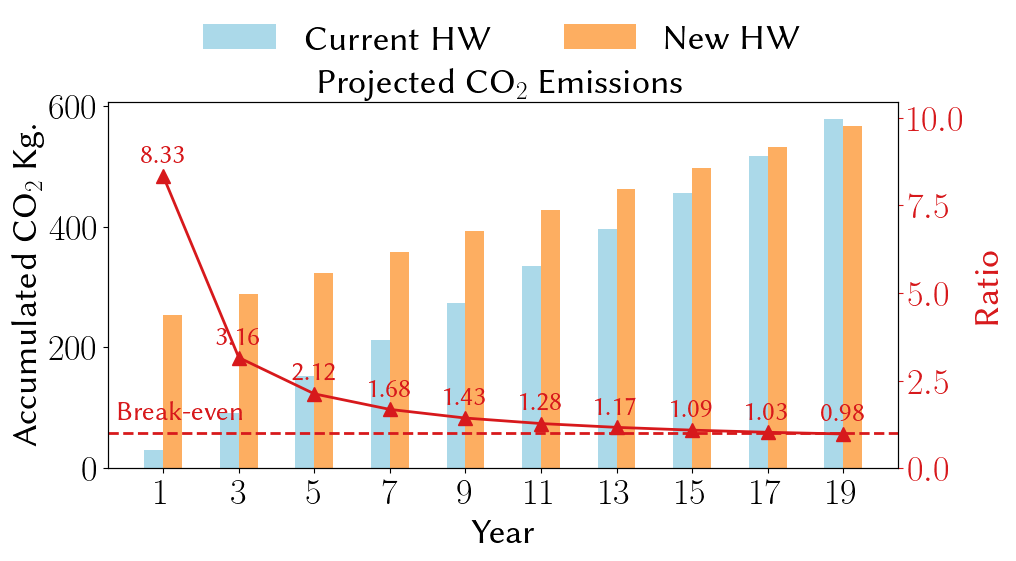 Current HW New HW
Projected CO₂ Emissions
Accumulated CO₂ Kg.
600
400
200
0
10.0
7.5
5.0
2.5
0.0
Ratio
8.33
3.16
2.12
1.68
1.43
1.28
1.17
1.09
1.03
0.98
Break-even
1 3 5 7 9 11 13 15 17 19
Year